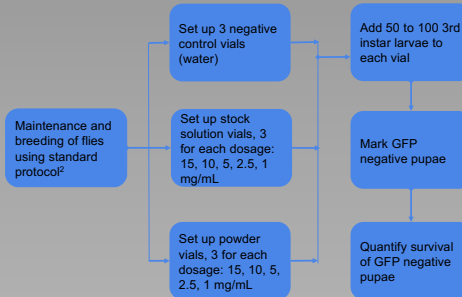 Maintenance and
breeding of flies
using standard
protocol²
Set up 3 negative
control vials
(water)
Set up stock
solution vials, 3
for each dosage:
15, 10, 5, 2.5, 1
mg/mL
Set up powder
vials, 3 for each
dosage: 15, 10, 5,
2.5, 1 mg/mL
Add 50 to 100 3rd
instar larvae to
each vial
Mark GFP
negative pupae
Quantify survival
of GFP negative
pupae